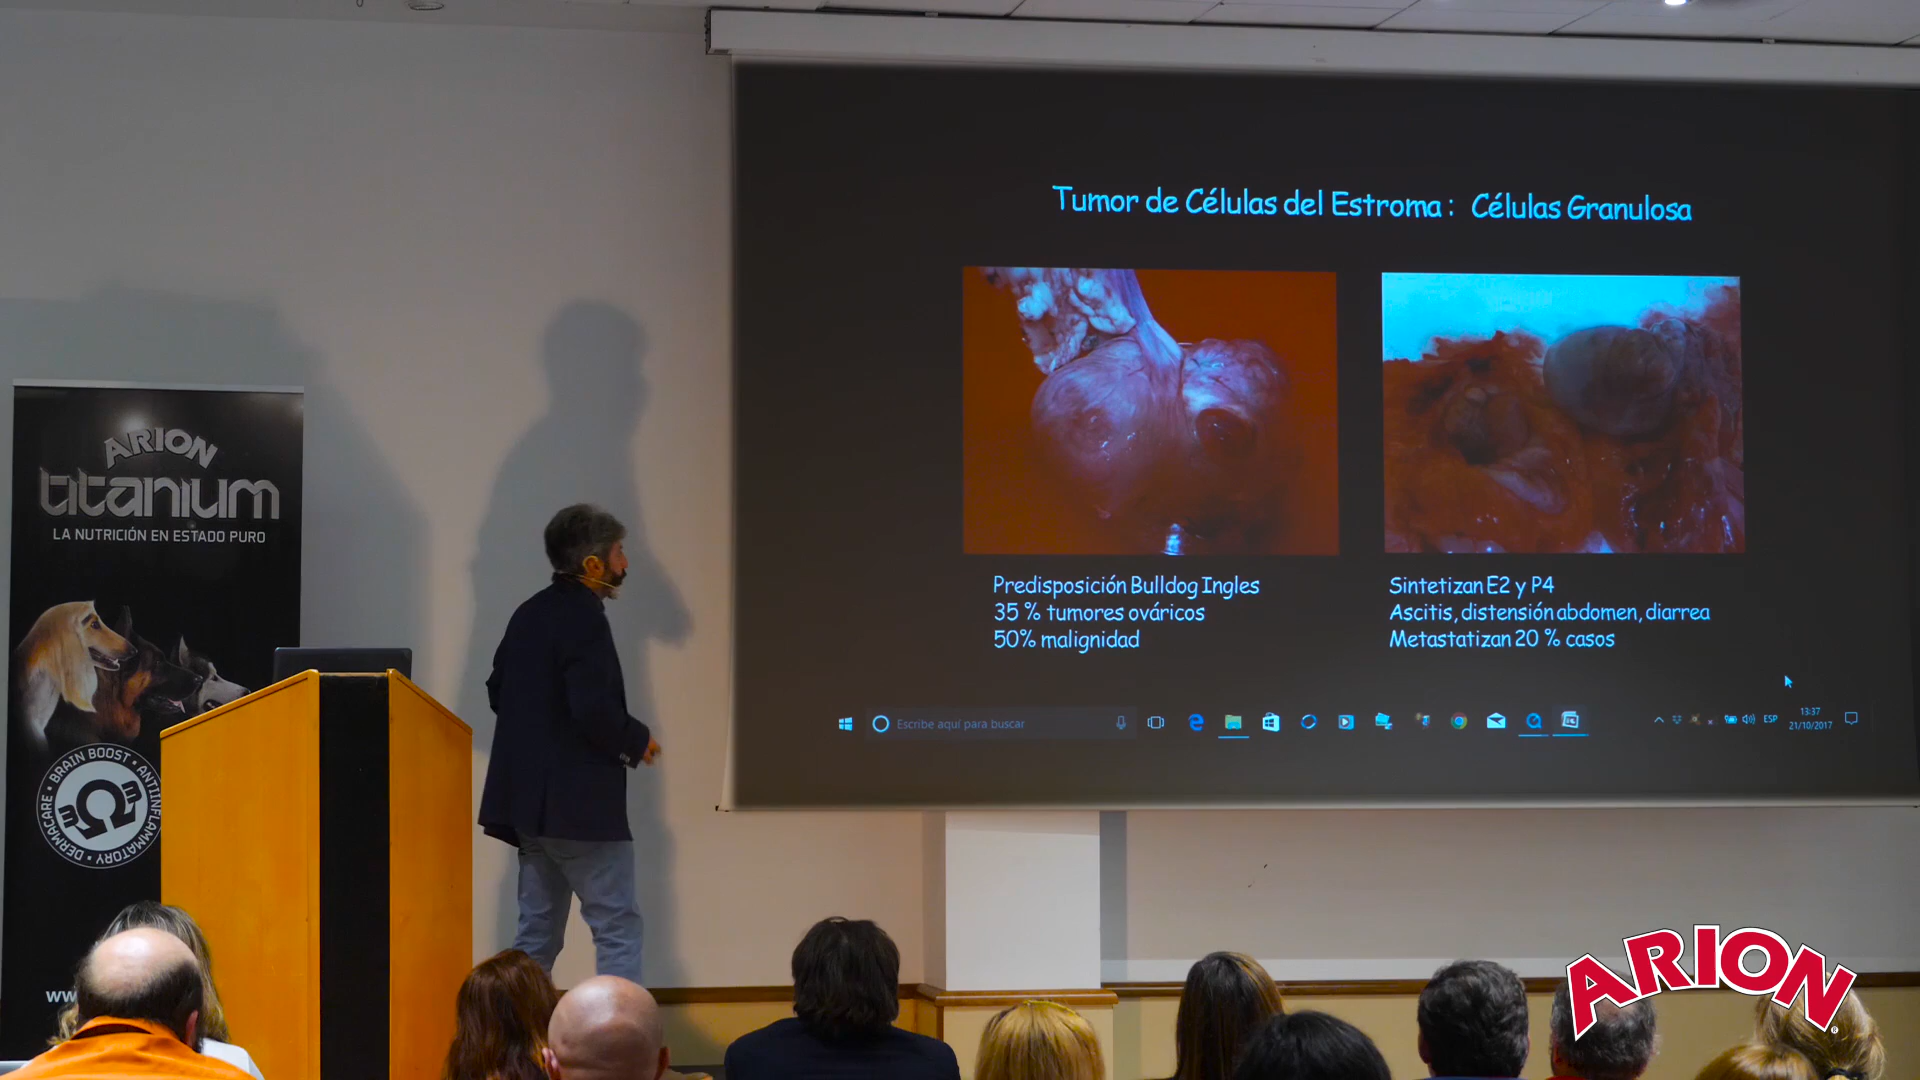 Tumor de Células del Estroma : Células Granulosa
Predisposición Bulldog Ingles
35 % tumores ováricos
50% malignidad
Sintetizan E2 y P4
Ascitis, distensión abdomen, diarrea
Metastatizan 20 % casos
Escribe aquí para buscar
ESP
13:37
21/10/2017
ARION
titanium
LA NUTRICIÓN EN ESTADO PURO
BRAIN BOOST • ANTIINFLAMMATORY • DERMACARE •
3Ω3
ww
ARION®